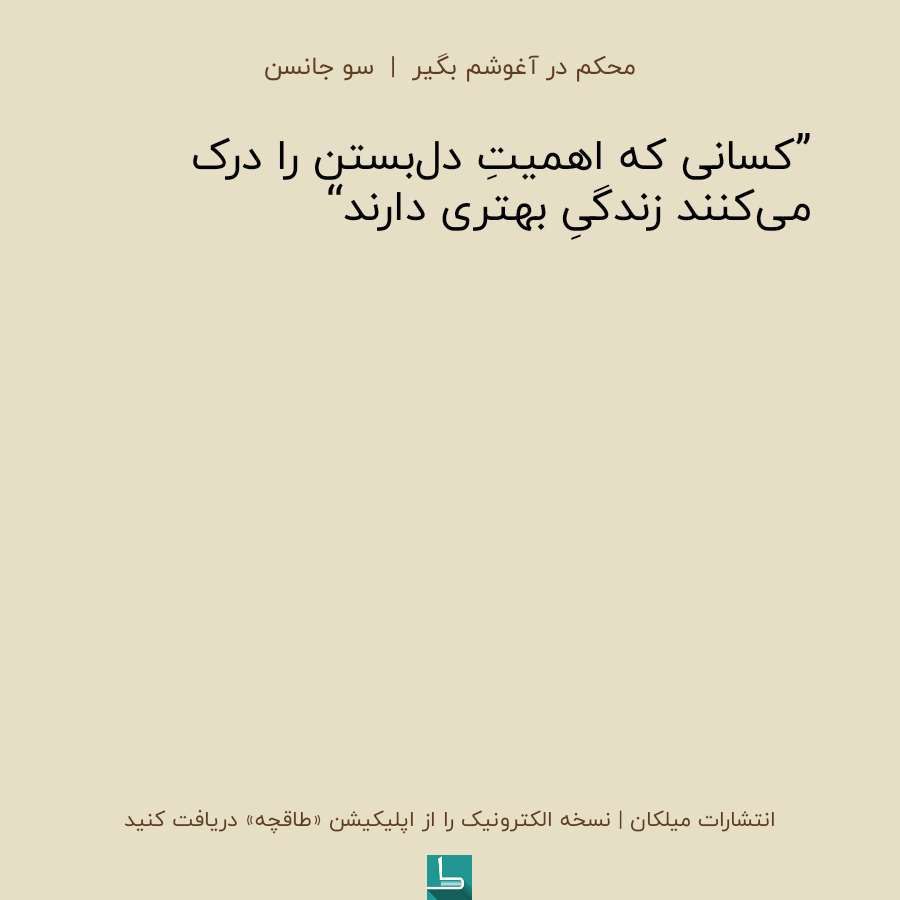 محکم در آغوشم بگیر | سو جانسن
”کسانی که اهمیتِ دل‌بستن را درک
می‌کنند زندگیِ بهتری دارند“
انتشارات میلکان | نسخه الکترونیک را از اپلیکیشن «طاقچه» دریافت کنید